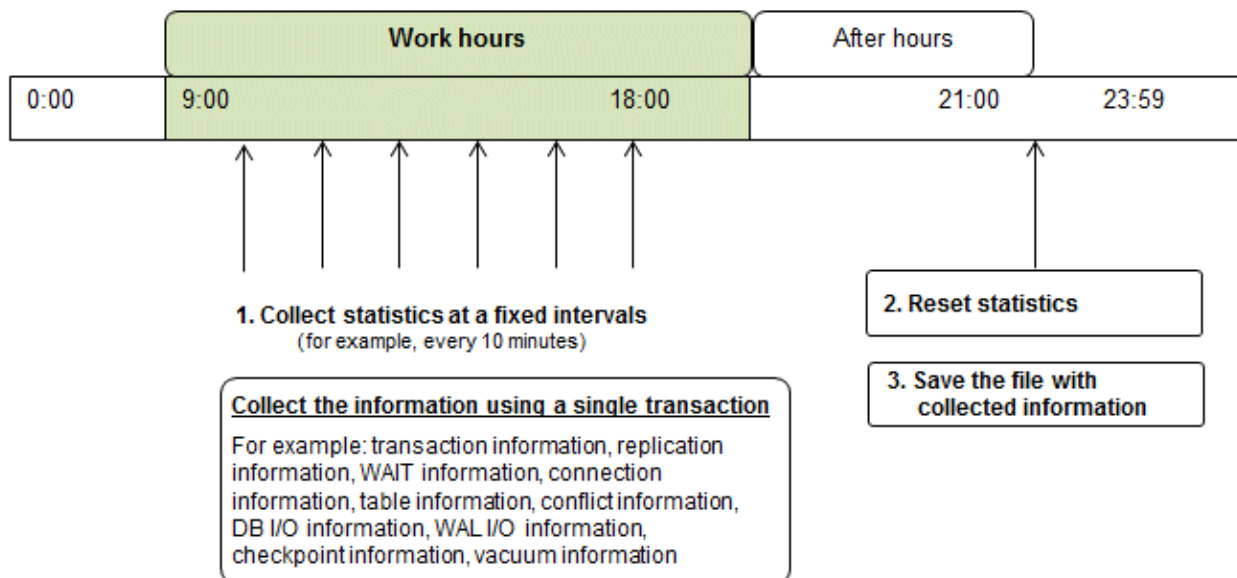 Work hours
After hours
0:00
9:00
18:00
21:00
23:59
1. Collect statistics at a fixed intervals
(for example, every 10 minutes)
2. Reset statistics
3. Save the file with
collected information
Collect the information using a single transaction
For example: transaction information, replication
information, WAIT information, connection
information, table information, conflict information,
DB I/O information, WAL I/O information,
checkpoint information, vacuum information